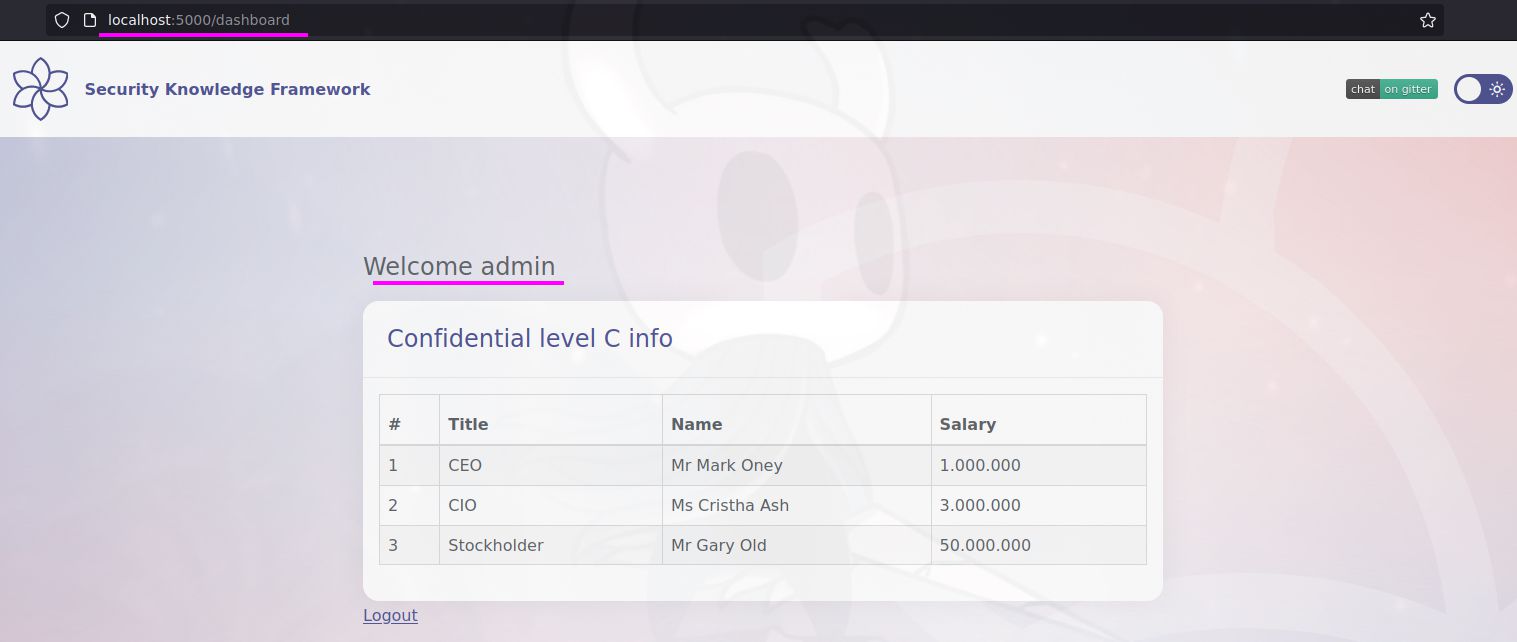 localhost:5000/dashboard
Security Knowledge Framework
chat on gitter
Welcome admin
Confidential level C info
# Title Name Salary
1 CEO Mr Mark Oney 1.000.000
2 CIO Ms Cristha Ash 3.000.000
3 Stockholder Mr Gary Old 50.000.000
Logout